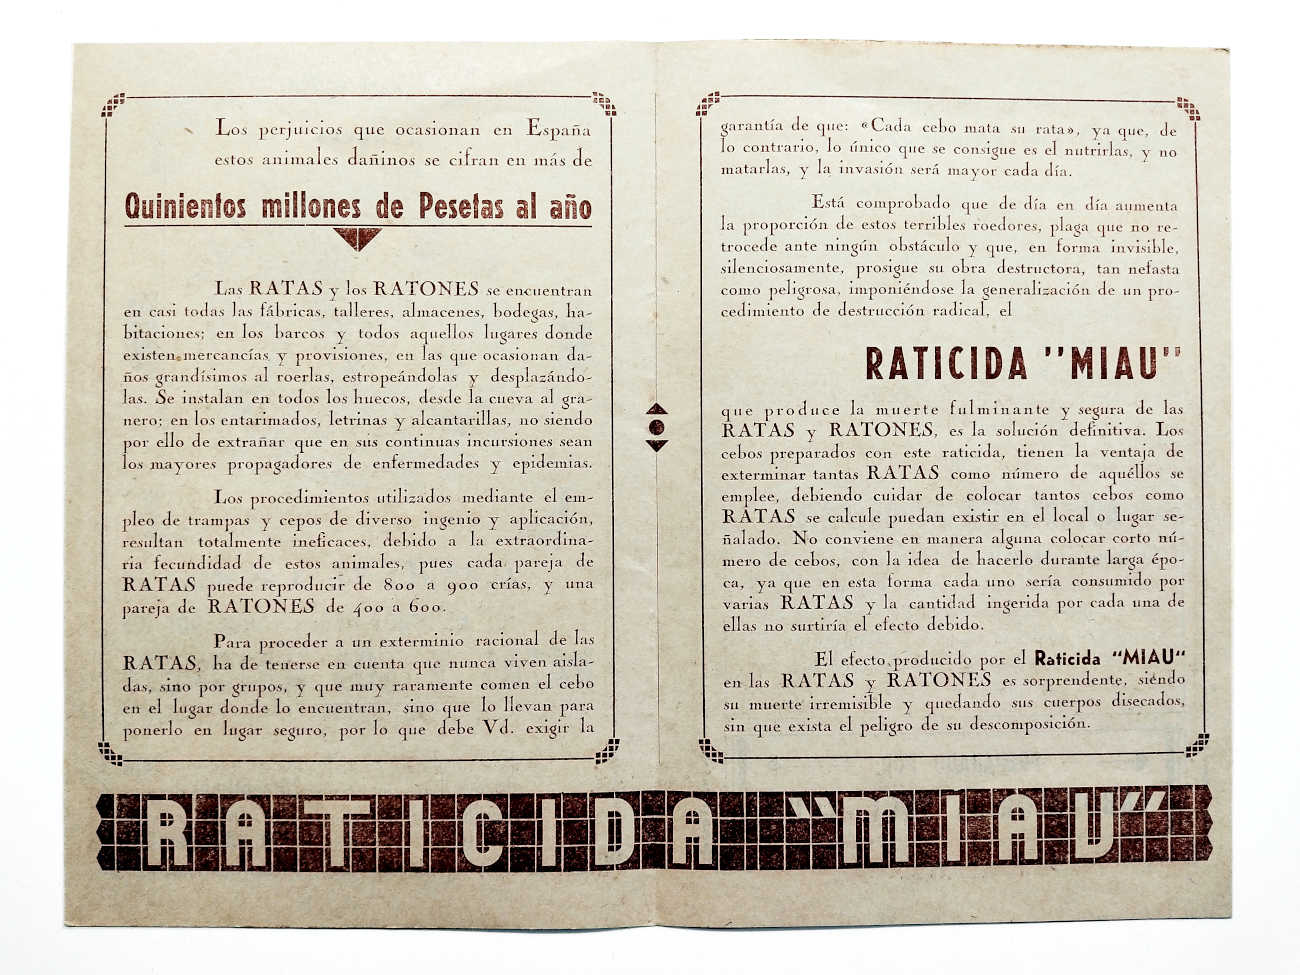 Los perjuicios que ocasionan en España
estos animales dañinos se cifran en más de
Quinientos millones de Pesetas al año
Las RATAS y los RATONES se encuentran
en casi todas las fábricas, talleres, almacenes, bodegas, ha-
bitaciones; en los barcos y todos aquellos lugares donde
existen mercancías y provisiones, en las que ocasionan da-
ños grandísimos al roerlas, estropeándolas y desplazándo-
las. Se instalan en todos los huecos, desde la cueva al gra-
nero; en los entarimados, letrinas y alcantarillas, no siendo
por ello de extrañar que en sus continuas incursiones sean
los mayores propagadores de enfermedades y epidemias.
Los procedimientos utilizados mediante el em-
pleo de trampas y cepos de diverso ingenio y aplicación,
resultan totalmente ineficaces, debido a la extraordina-
ria fecundidad de estos animales, pues cada pareja de
RATAS puede reproducir de 800 a 900 crías, y una
pareja de RATONES de 400 a 600.
Para proceder a un exterminio racional de las
RATAS, ha de tenerse en cuenta que nunca viven aisla-
das, sino por grupos, y que muy raramente comen el cebo
en el lugar donde lo encuentran, sino que lo llevan para
ponerlo en lugar seguro, por lo que debe Vd. exigir la
garantía de que: «Cada cebo mata su rata», ya que, de
lo contrario, lo único que se consigue es el nutrirlas, y no
matarlas, y la invasión será mayor cada día.
Está comprobado que de día en día aumenta
la proporción de estos terribles roedores, plaga que no re-
trocede ante ningún obstáculo y que, en forma invisible,
silenciosamente, prosigue su obra destructora, tan nefasta
como peligrosa, imponiéndose la generalización de un pro-
cedimiento de destrucción radical, el
RATICIDA "MIAU"
que produce la muerte fulminante y segura de las
RATAS y RATONES, es la solución definitiva. Los
cebos preparados con este raticida, tienen la ventaja de
exterminar tantas RATAS como número de aquéllos se
emplee, debiendo cuidar de colocar tantos cebos como
RATAS se calcule puedan existir en el local o lugar se-
ñalado. No conviene en manera alguna colocar corto nú-
mero de cebos, con la idea de hacerlo durante larga épo-
ca, ya que en esta forma cada uno sería consumido por
varias RATAS y la cantidad ingerida por cada una de
ellas no surtiría el efecto debido.
El efecto producido por el Raticida "MIAU"
en las RATAS y RATONES es sorprendente, siéndo
su muerte irremisible y quedando sus cuerpos disecados,
sin que exista el peligro de su descomposición.
RATICIDA "MIAU"